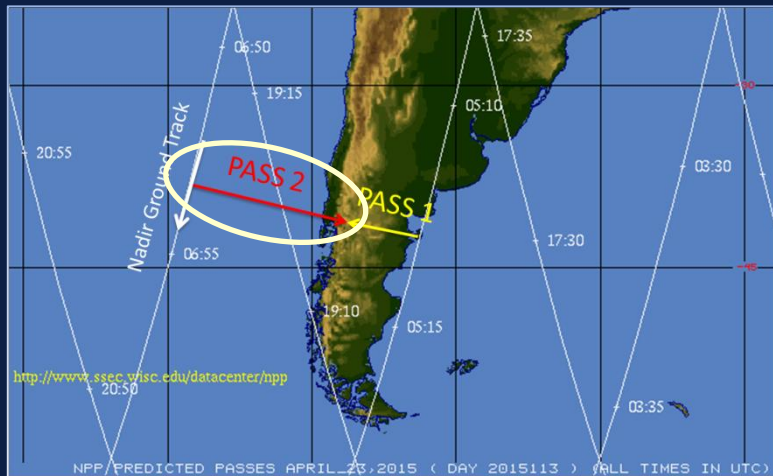 17:35
06:50
-30
19:15
05:10
20:55
03:30
Nadir Ground Track
PASS 2
PASS 1
17:30
06:55
-45
19:10
05:15
http://www.ssec.wisc.edu/datacenter/npp
20:50
03:35
NPP PREDICTED PASSES APRIL 23,2015 ( DAY 2015113 ) (ALL TIMES IN UTC)